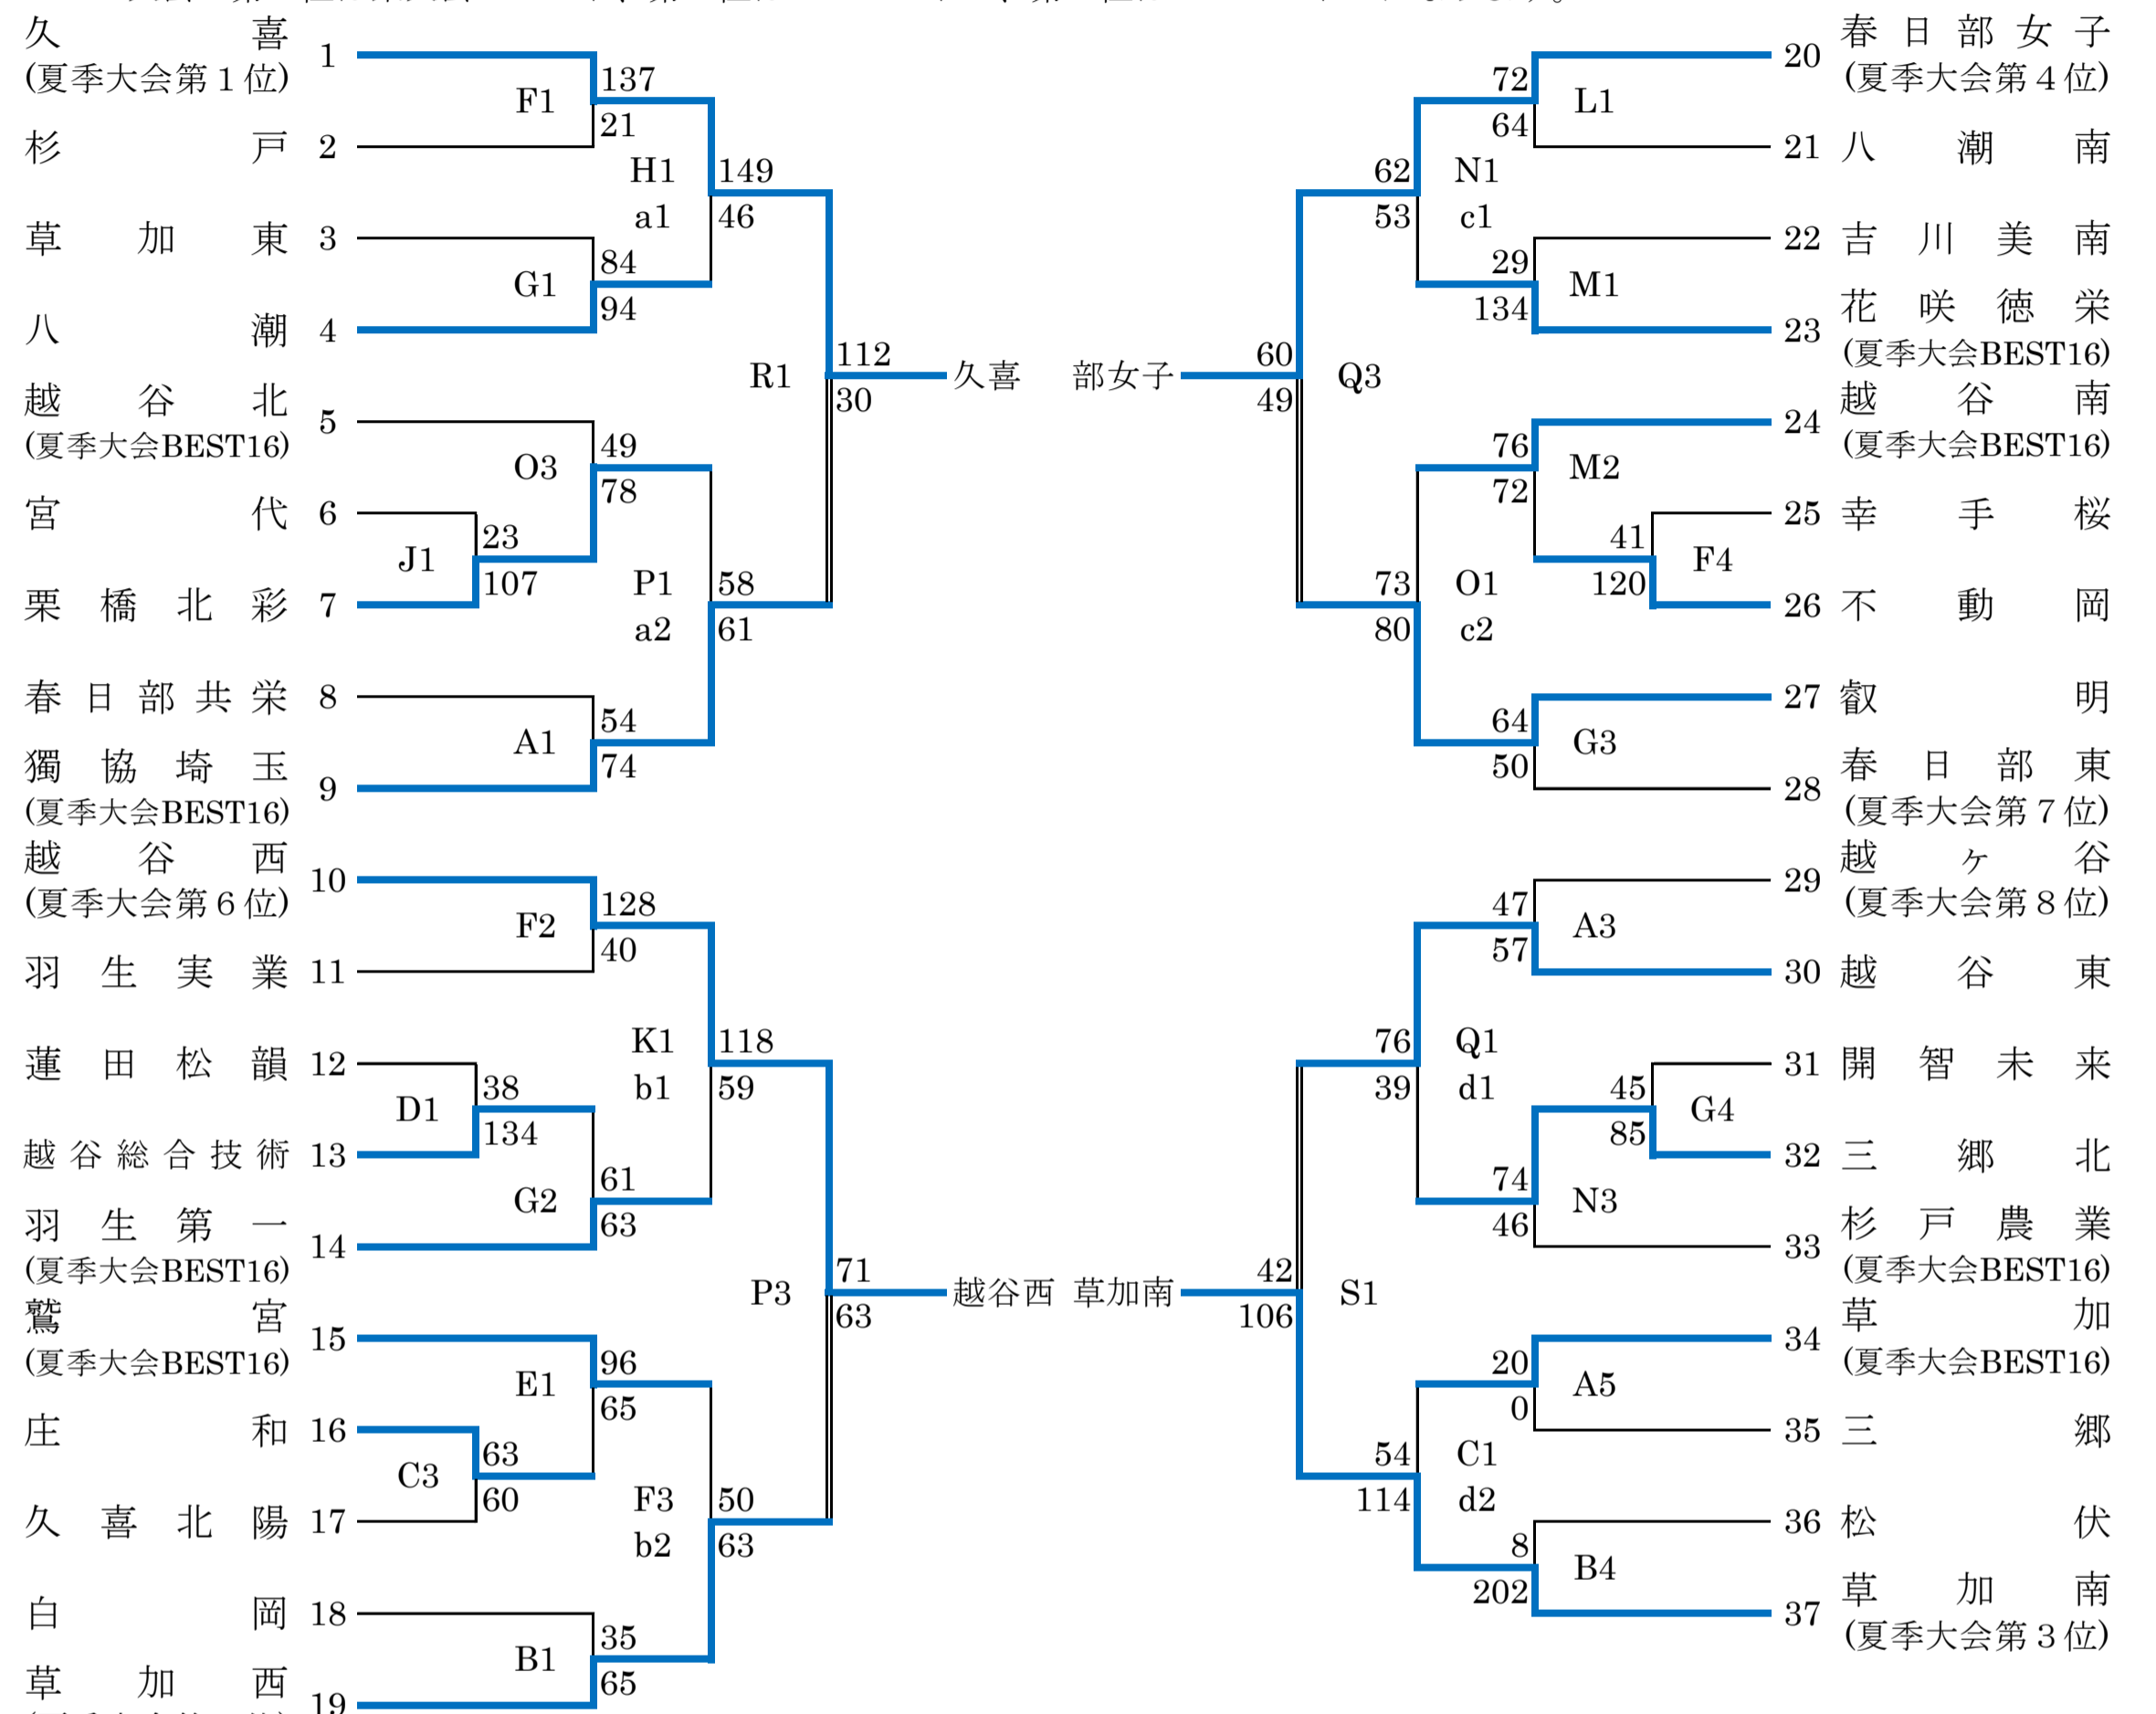 久喜 1
(夏季大会第1位)
137
F1
21
杉戸 2
H1 149
a1 46
草加東 3
84
G1
94
八潮 4
R1 112
30
久喜
越谷北 5
(夏季大会BEST16)
49
O3
78
宮代 6
23
J1
107
栗橋北彩 7
P1 58
a2 61
春日部共栄 8
54
A1
74
獨協埼玉 9
(夏季大会BEST16)
越谷西 10
(夏季大会第6位)
128
F2
40
羽生実業 11
K1 118
b1 59
蓮田松韻 12
38
D1
134
越谷総合技術 13
61
G2
63
羽生第一 14
(夏季大会BEST16)
P3 71
63
越谷西
鷲宮 15
(夏季大会BEST16)
96
E1
65
庄和 16
63
C3
60
久喜北陽 17
F3 50
b2 63
白岡 18
35
B1
65
草加西 19
20 春日部女子
(夏季大会第4位)
72
L1
64
21 八潮南
62 N1
53 c1
22 吉川美南
29
M1
134
23 花咲徳栄
(夏季大会BEST16)
部女子
60
Q3
49
24 越谷南
(夏季大会BEST16)
76
M2
72
25 幸手桜
41
F4
120
26 不動岡
73 O1
80 c2
27 叡明
64
G3
50
28 春日部東
(夏季大会第7位)
29 越ヶ谷
(夏季大会第8位)
47
A3
57
30 越谷東
76 Q1
39 d1
31 開智未来
45
G4
85
32 三郷北
74
N3
46
33 杉戸農業
(夏季大会BEST16)
草加南
42
S1
106
34 草加
(夏季大会BEST16)
20
A5
0
35 三郷
54 C1
114 d2
36 松伏
8
B4
202
37 草加南
(夏季大会第3位)